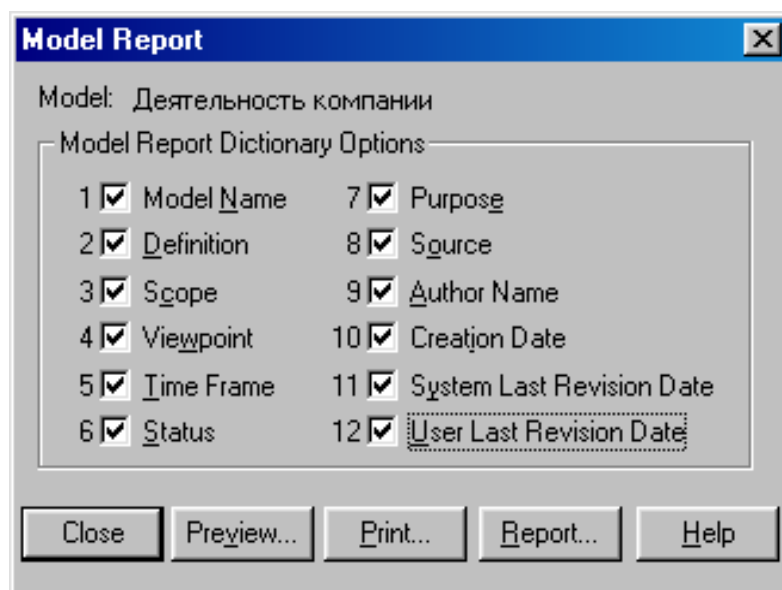 Model Report
Model: Деятельность компании
Model Report Dictionary Options
1 Model Name 7 Purpose
2 Definition 8 Source
3 Scope 9 Author Name
4 Viewpoint 10 Creation Date
5 Time Frame 11 System Last Revision Date
6 Status 12 User Last Revision Date
Close Preview... Print... Report... Help